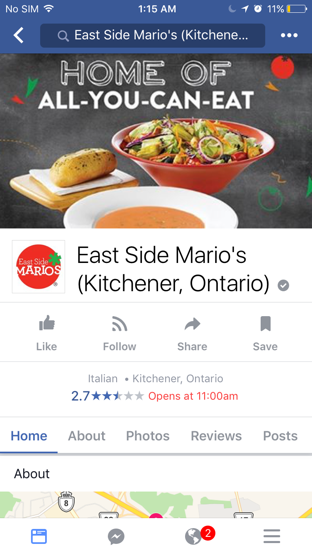 No SIM 1:15 AM 11%
East Side Mario's (Kitchene...
HOME OF
ALL-YOU-CAN-EAT
East Side
MARIO'S
East Side Mario's
(Kitchener, Ontario)
Like Follow Share Save
Italian • Kitchener, Ontario
2.7 Opens at 11:00am
Home About Photos Reviews Posts
About
8
2